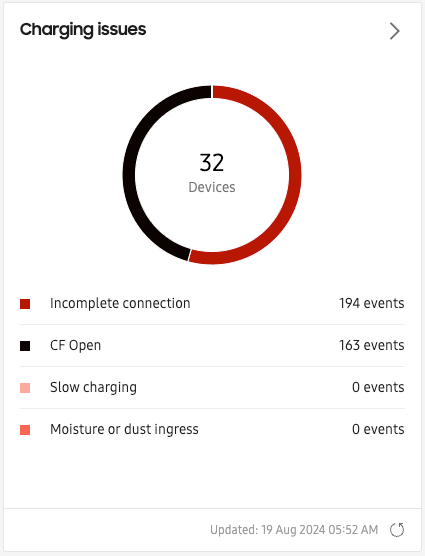 Charging issues
32
Devices
Incomplete connection 194 events
CF Open 163 events
Slow charging 0 events
Moisture or dust ingress 0 events
Updated: 19 Aug 2024 05:52 AM